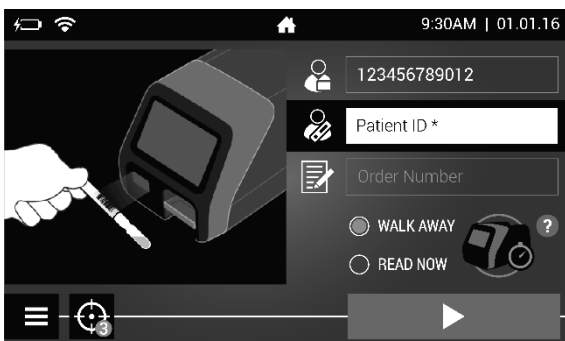 9:30AM | 01.01.16
123456789012
Patient ID *
Order Number
WALK AWAY
?
READ NOW
3